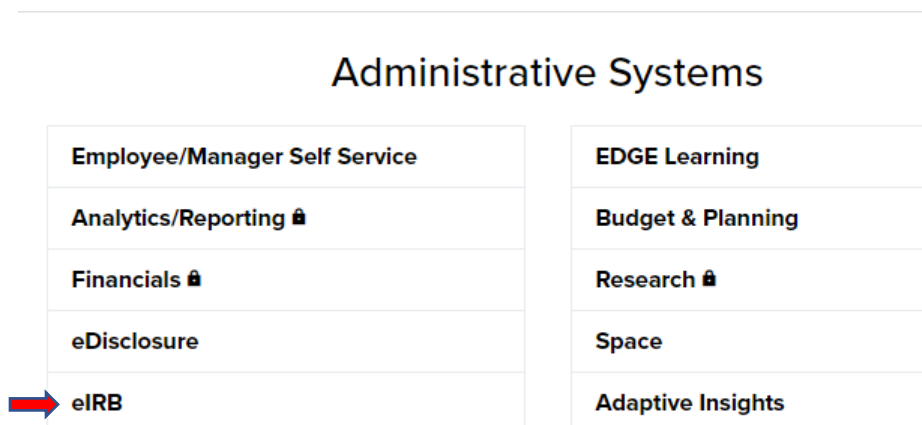 Administrative Systems
Employee/Manager Self Service
EDGE Learning
Analytics/Reporting
Budget & Planning
Financials
Research
eDisclosure
Space
eIRB
Adaptive Insights